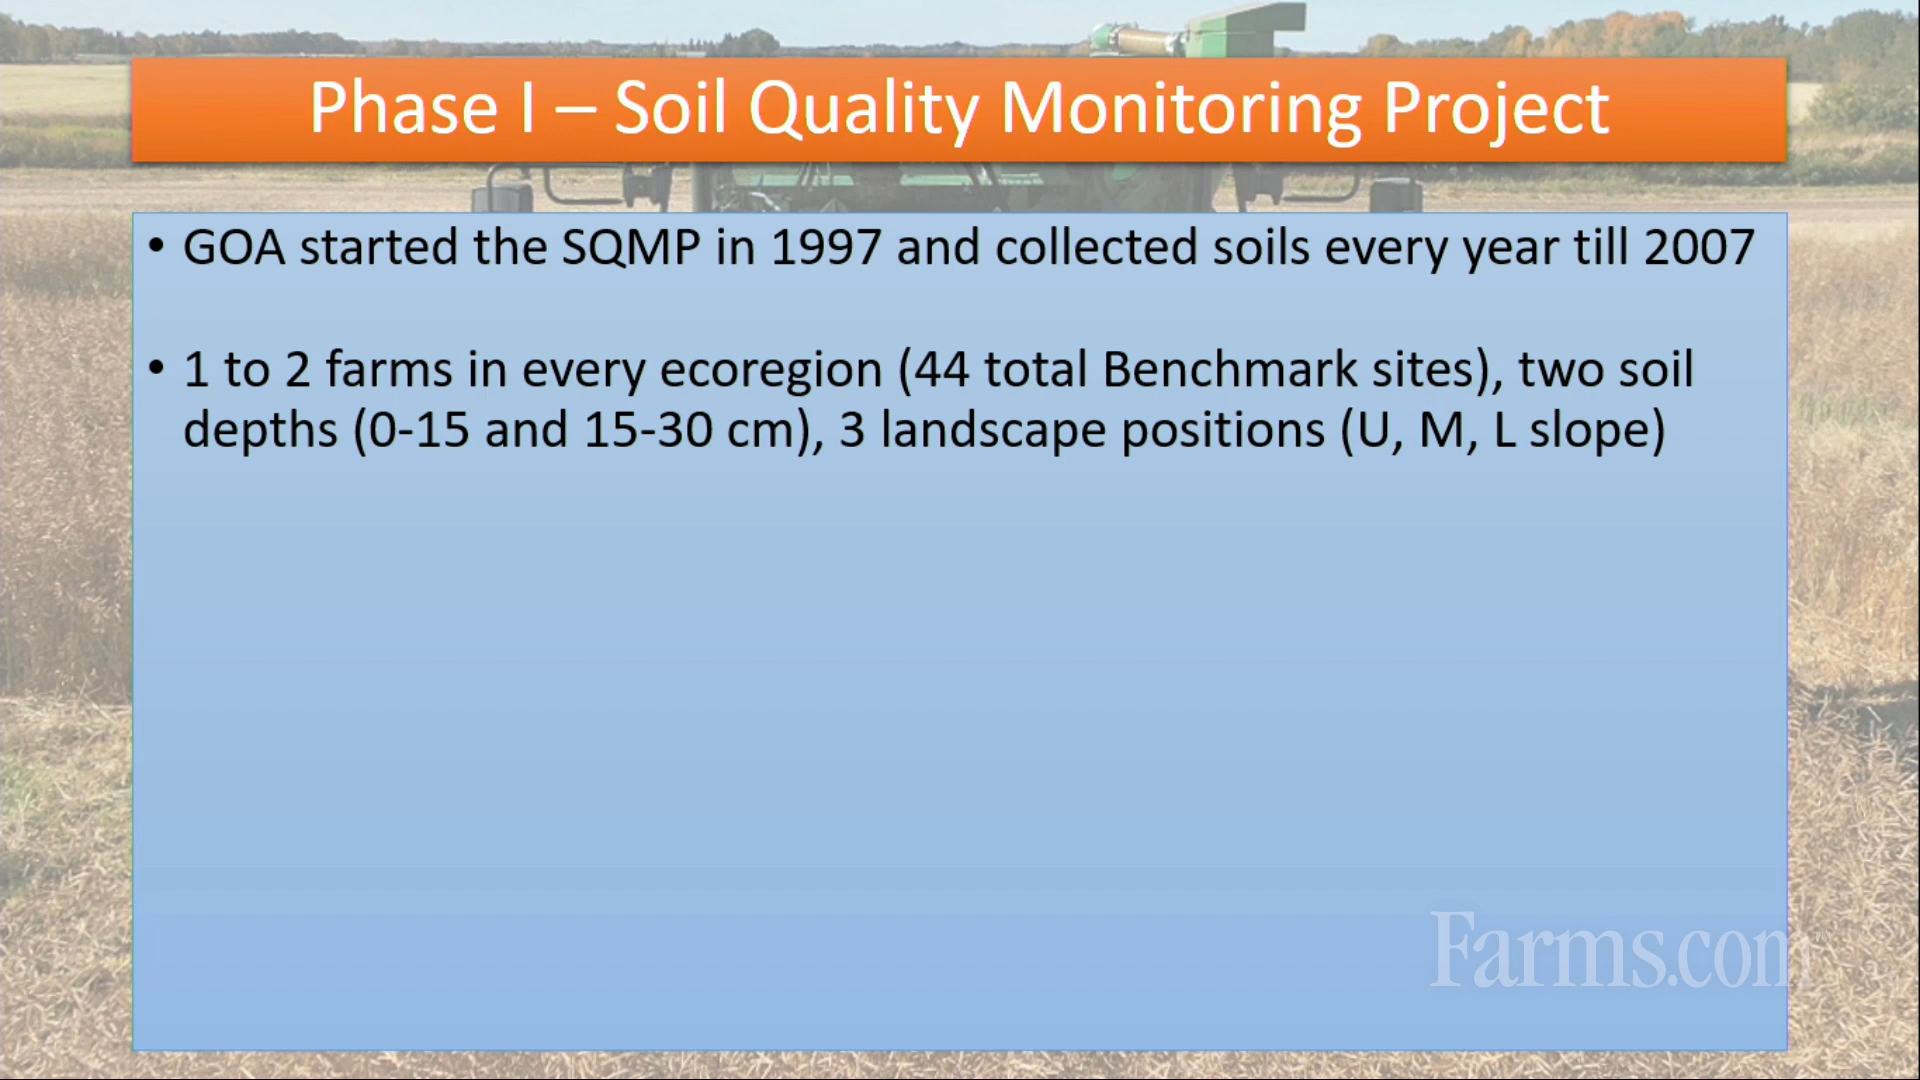 Phase I – Soil Quality Monitoring Project
• GOA started the SQMP in 1997 and collected soils every year till 2007
• 1 to 2 farms in every ecoregion (44 total Benchmark sites), two soil
depths (0-15 and 15-30 cm), 3 landscape positions (U, M, L slope)
Farms.com